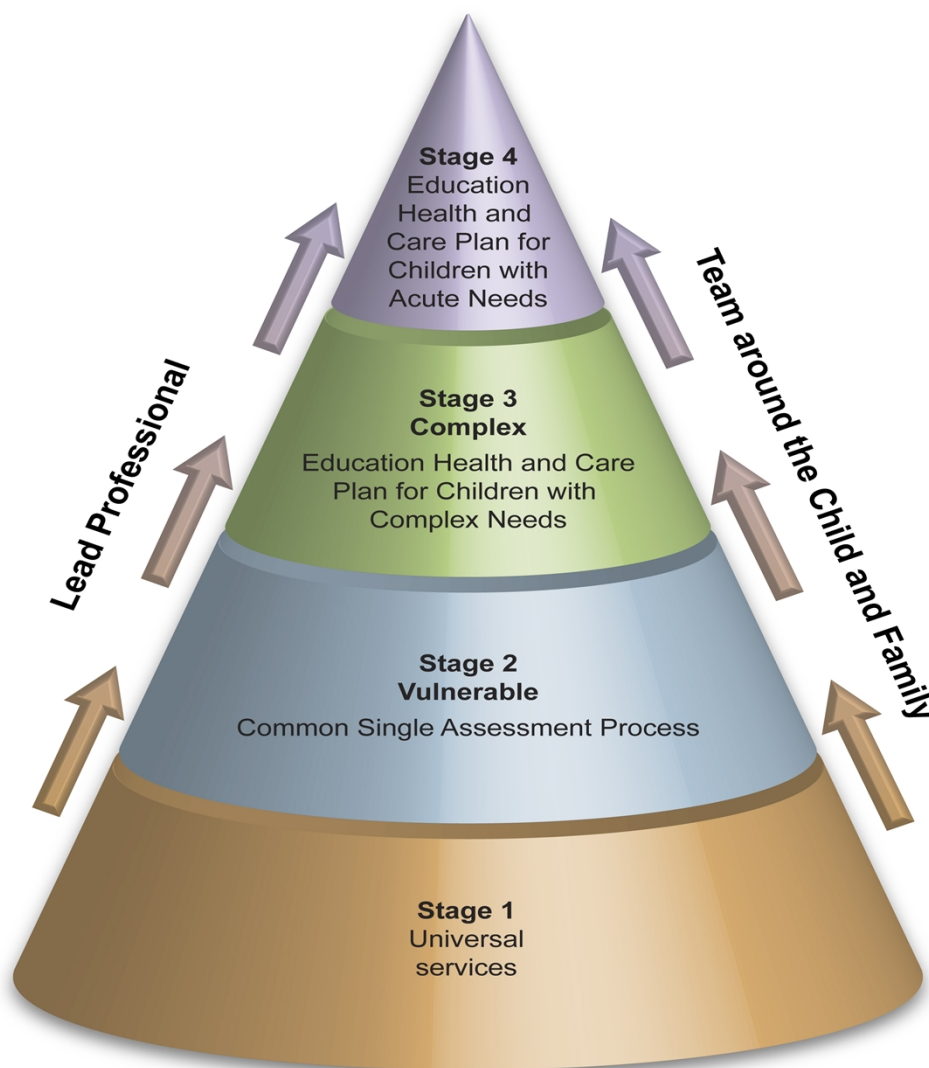 Stage 4
Education
Health and
Care Plan for
Children with
Acute Needs
Lead Professional
Team around the Child and Family
Stage 3
Complex
Education Health and Care
Plan for Children with
Complex Needs
Stage 2
Vulnerable
Common Single Assessment Process
Stage 1
Universal
services